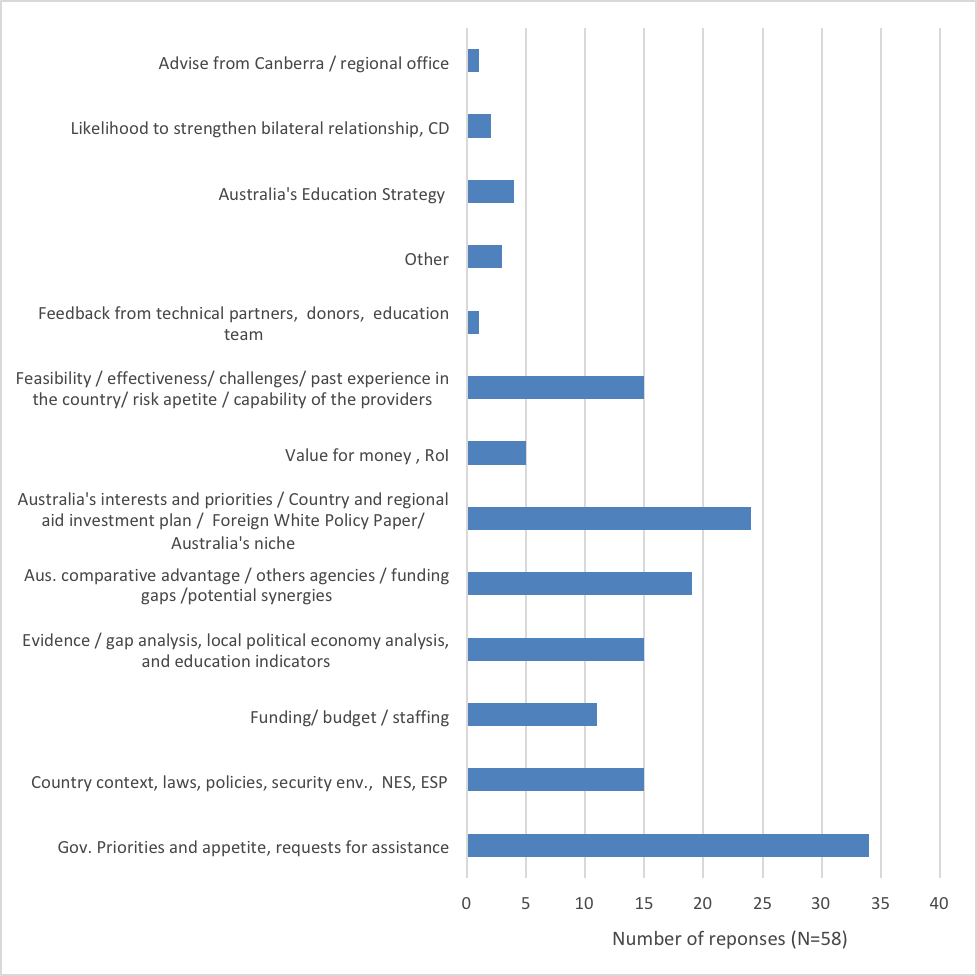 Advise from Canberra / regional office
Likelihood to strengthen bilateral relationship, CD
Australia's Education Strategy
Other
Feedback from technical partners,  donors,  education
team
Feasibility / effectiveness/ challenges/ past experience in
the country/ risk apetite / capability of the providers
Value for money , RoI
Australia's interests and priorities / Country and regional
aid investment plan /  Foreign White Policy Paper/
Australia's niche
Aus. comparative advantage / others agencies / funding
gaps /potential synergies
Evidence / gap analysis, local political economy analysis,
and education indicators
Funding/ budget / staffing
Country context, laws, policies, security env.,  NES, ESP
Gov. Priorities and appetite, requests for assistance
0 5 10 15 20 25 30 35 40
Number of reponses (N=58)